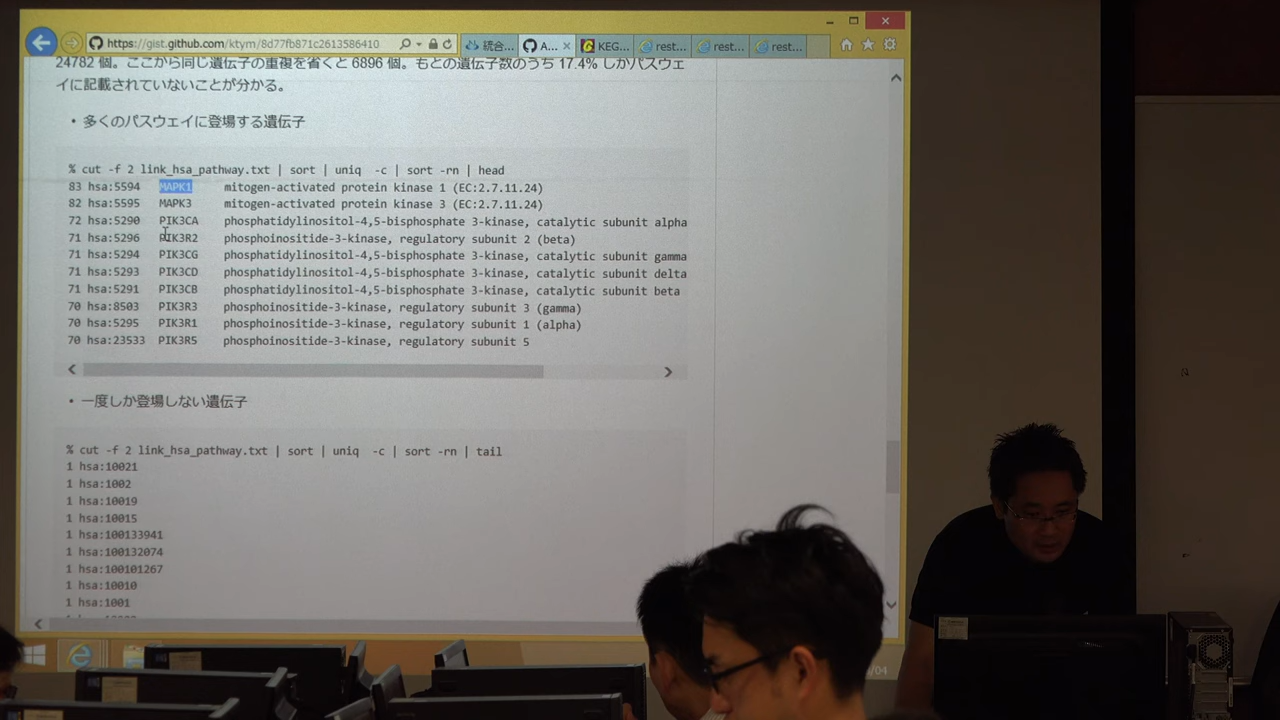 https://gist.github.com/ktym/8d77fb871c2613586410
統合... A... KEG... rest... rest... rest...
24782 個。ここから同じ遺伝子の重複を省くと 6896 個。もとの遺伝子数のうち 17.4% しかパスウェ
イに記載されていないことが分かる。
• 多くのパスウェイに登場する遺伝子
% cut -f 2 link_hsa_pathway.txt | sort | uniq -c | sort -rn | head
83 hsa:5594 MAPK1 mitogen-activated protein kinase 1 (EC:2.7.11.24)
82 hsa:5595 MAPK3 mitogen-activated protein kinase 3 (EC:2.7.11.24)
72 hsa:5290 PIK3CA phosphatidylinositol-4,5-bisphosphate 3-kinase, catalytic subunit alpha
71 hsa:5296 PIK3R2 phosphoinositide-3-kinase, regulatory subunit 2 (beta)
71 hsa:5294 PIK3CG phosphatidylinositol-4,5-bisphosphate 3-kinase, catalytic subunit gamma
71 hsa:5293 PIK3CD phosphatidylinositol-4,5-bisphosphate 3-kinase, catalytic subunit delta
71 hsa:5291 PIK3CB phosphatidylinositol-4,5-bisphosphate 3-kinase, catalytic subunit beta
70 hsa:8503 PIK3R3 phosphoinositide-3-kinase, regulatory subunit 3 (gamma)
70 hsa:5295 PIK3R1 phosphoinositide-3-kinase, regulatory subunit 1 (alpha)
70 hsa:23533 PIK3R5 phosphoinositide-3-kinase, regulatory subunit 5
• 一度しか登場しない遺伝子
% cut -f 2 link_hsa_pathway.txt | sort | uniq -c | sort -rn | tail
1 hsa:10021
1 hsa:1002
1 hsa:10019
1 hsa:10015
1 hsa:100133941
1 hsa:100132074
1 hsa:100101267
1 hsa:10010
1 hsa:1001
/04